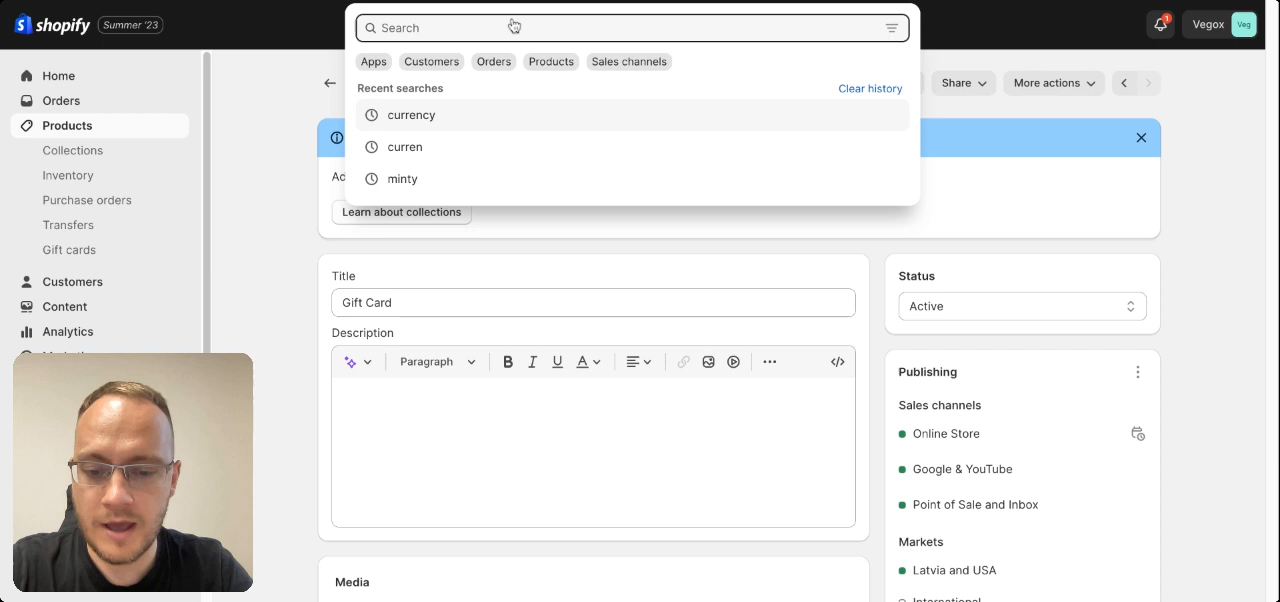 shopify
Summer '23
Search
1
Vegox
Veg
Apps
Customers
Orders
Products
Sales channels
Recent searches
Clear history
currency
curren
minty
Share
More actions
Home
Orders
Products
Collections
Inventory
Purchase orders
Transfers
Gift cards
Customers
Content
Analytics
Learn about collections
Title
Gift Card
Description
Paragraph
B
I
U
A
Status
Active
Publishing
Sales channels
Online Store
Google & YouTube
Point of Sale and Inbox
Markets
Latvia and USA
International
Media